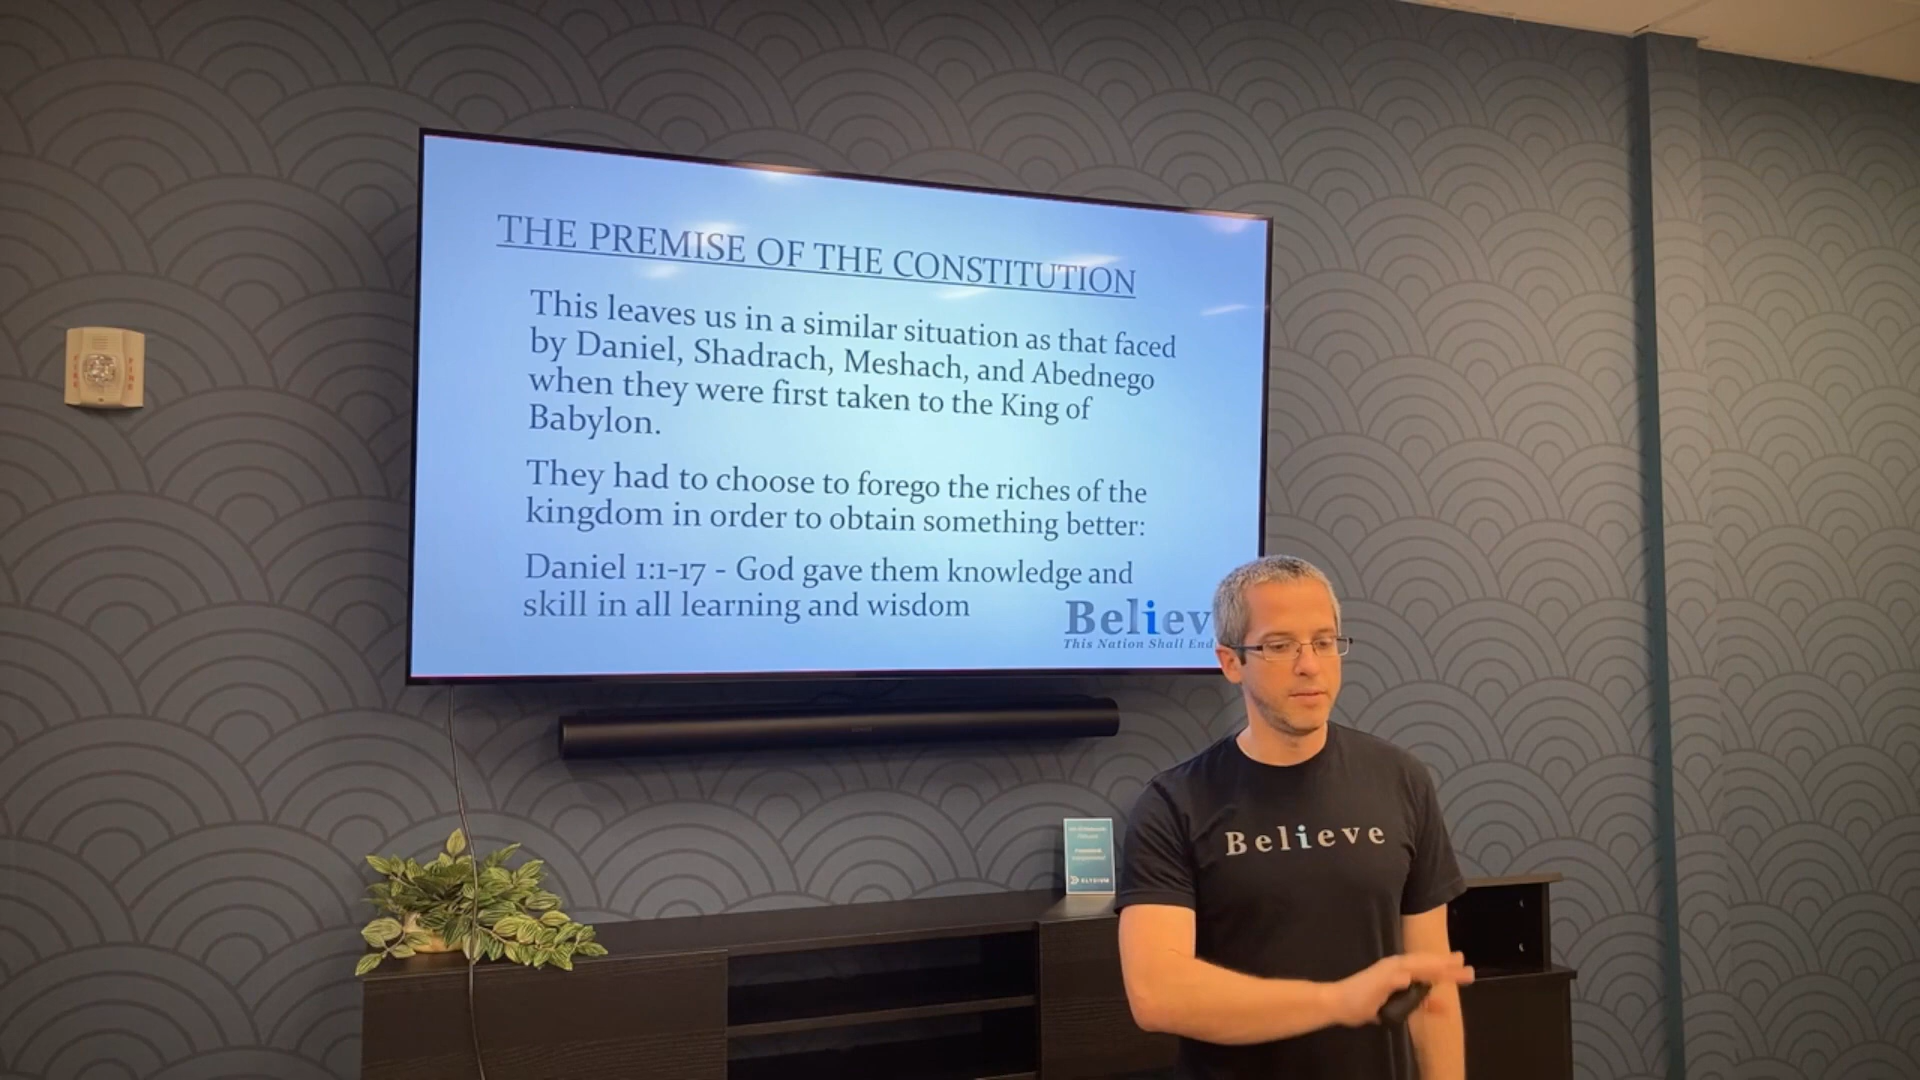 THE PREMISE OF THE CONSTITUTION
This leaves us in a similar situation as that faced
by Daniel, Shadrach, Meshach, and Abednego
when they were first taken to the King of
Babylon.
They had to choose to forego the riches of the
kingdom in order to obtain something better:
Daniel 1:1-17 - God gave them knowledge and
skill in all learning and wisdom
Believ
This Nation Shall End
Believe
FIRE
FIRE
ELYSIUM